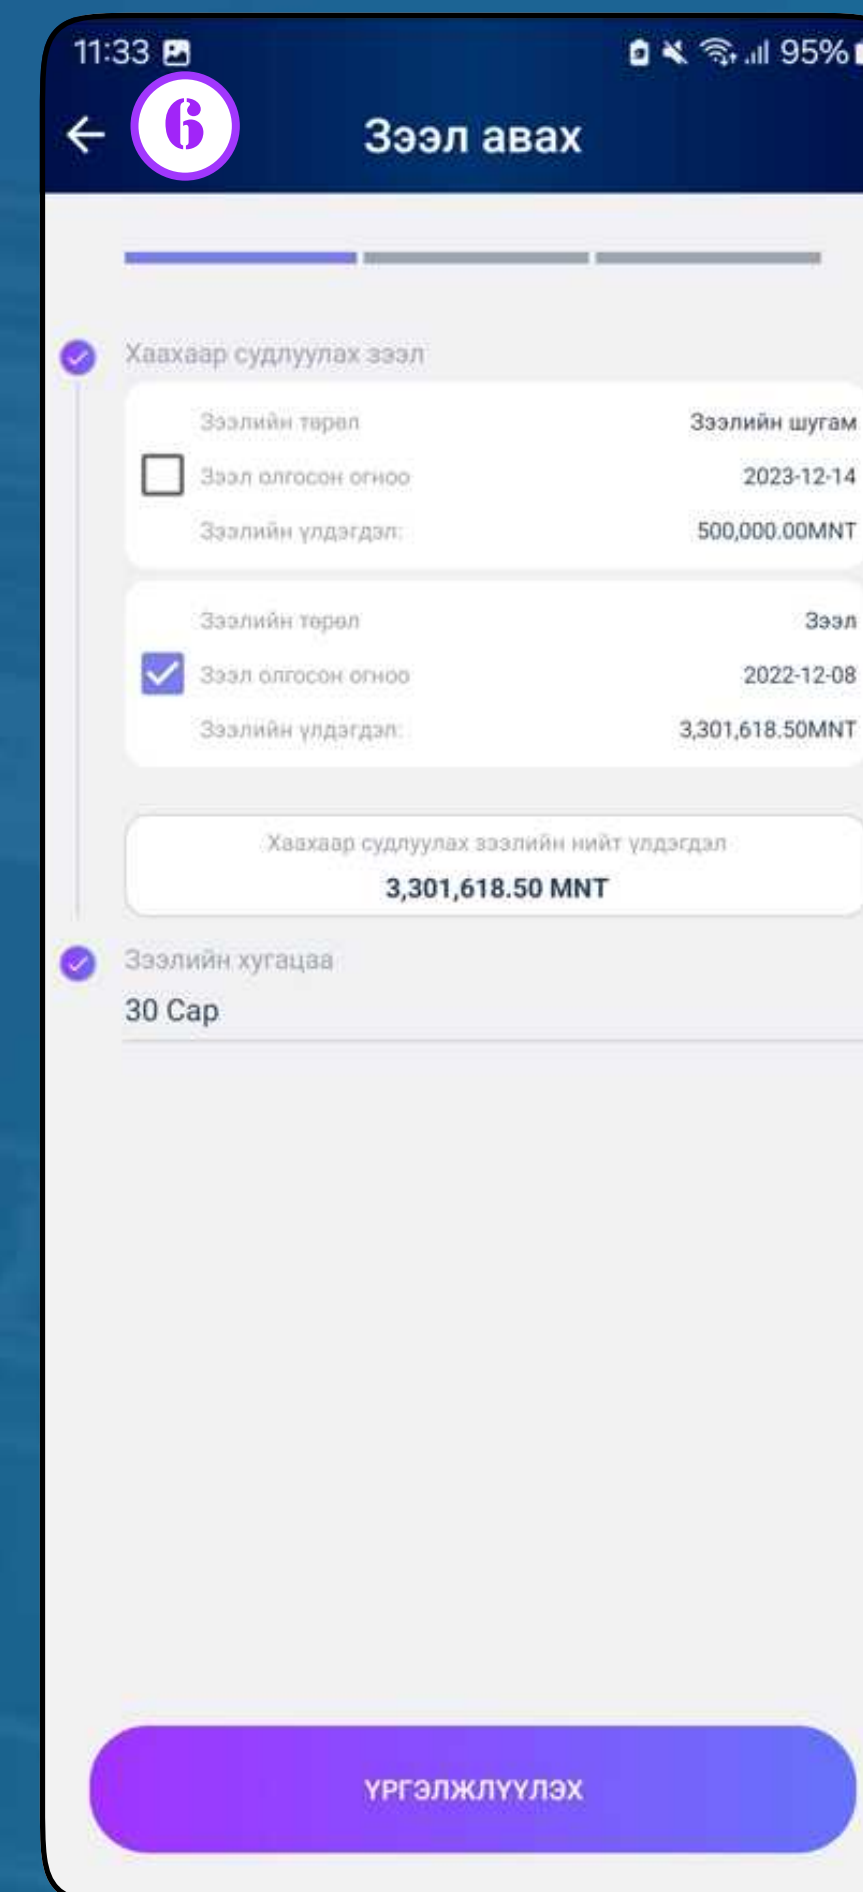 11:33 95%
6
Зээл авах
Хаахаар судлуулах зээл
Зээлийн төрөл Зээлийн шугам
Зээл олгосон огноо 2023-12-14
Зээлийн үлдэгдэл: 500,000.00MNT
Зээлийн төрөл Зээл
Зээл олгосон огноо 2022-12-08
Зээлийн үлдэгдэл: 3,301,618.50MNT
Хаахаар судлуулах зээлийн нийт үлдэгдэл
3,301,618.50 MNT
Зээлийн хугацаа
30 Сар
ҮРГЭЛЖЛҮҮЛЭХ